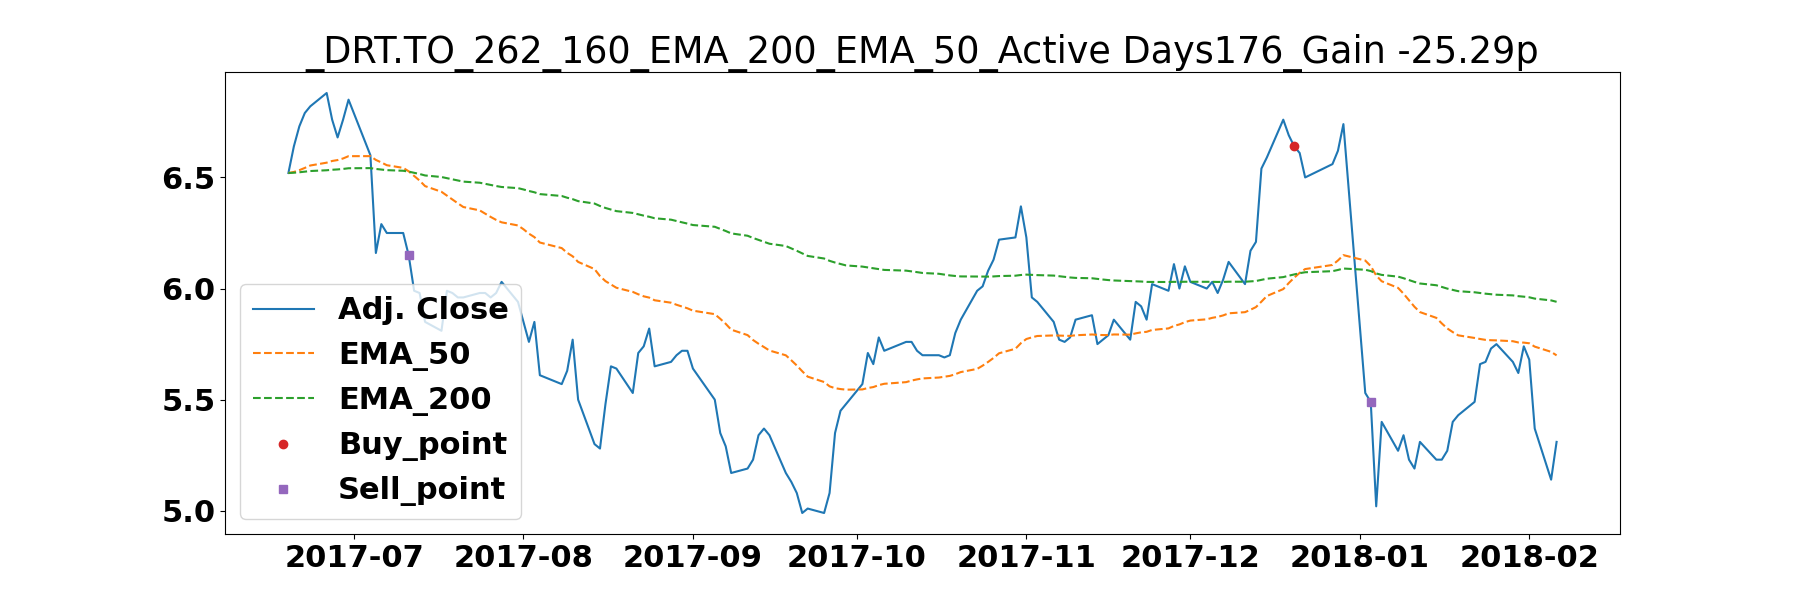 _DRT.TO_262_160_EMA_200_EMA_50_Active Days176_Gain -25.29p
6.5
6.0
5.5
5.0
Adj. Close
EMA_50
EMA_200
Buy_point
Sell_point
2017-07 2017-08 2017-09 2017-10 2017-11 2017-12 2018-01 2018-02